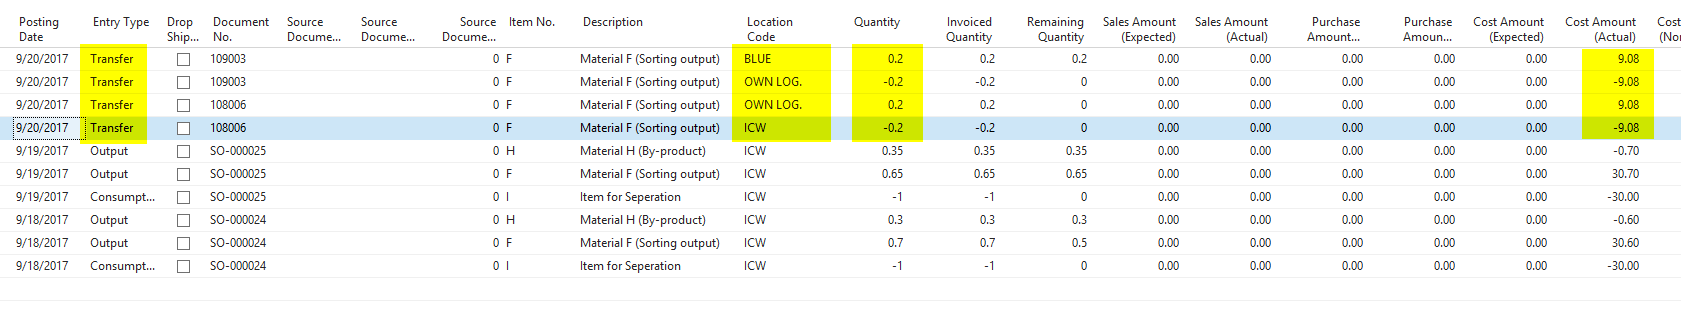 Posting Date Entry Type Drop Ship... Document No. Source Docume... Source Docume... Source Docume... Item No. Description Location Code Quantity Invoiced Quantity Remaining Quantity Sales Amount (Expected) Sales Amount (Actual) Purchase Amount... Purchase Amoun... Cost Amount (Expected) Cost Amount (Actual) Cost (Nor
9/20/2017 Transfer 109003 0 F Material F (Sorting output) BLUE 0.2 0.2 0.2 0.00 0.00 0.00 0.00 0.00 9.08
9/20/2017 Transfer 109003 0 F Material F (Sorting output) OWN LOG. -0.2 -0.2 0 0.00 0.00 0.00 0.00 0.00 -9.08
9/20/2017 Transfer 108006 0 F Material F (Sorting output) OWN LOG. 0.2 0.2 0 0.00 0.00 0.00 0.00 0.00 9.08
9/20/2017 Transfer 108006 0 F Material F (Sorting output) ICW -0.2 -0.2 0 0.00 0.00 0.00 0.00 0.00 -9.08
9/19/2017 Output SO-000025 0 H Material H (By-product) ICW 0.35 0.35 0.35 0.00 0.00 0.00 0.00 0.00 -0.70
9/19/2017 Output SO-000025 0 F Material F (Sorting output) ICW 0.65 0.65 0.65 0.00 0.00 0.00 0.00 0.00 30.70
9/19/2017 Consumpt... SO-000025 0 I Item for Seperation ICW -1 -1 0 0.00 0.00 0.00 0.00 0.00 -30.00
9/18/2017 Output SO-000024 0 H Material H (By-product) ICW 0.3 0.3 0.3 0.00 0.00 0.00 0.00 0.00 -0.60
9/18/2017 Output SO-000024 0 F Material F (Sorting output) ICW 0.7 0.7 0.5 0.00 0.00 0.00 0.00 0.00 30.60
9/18/2017 Consumpt... SO-000024 0 I Item for Seperation ICW -1 -1 0 0.00 0.00 0.00 0.00 0.00 -30.00